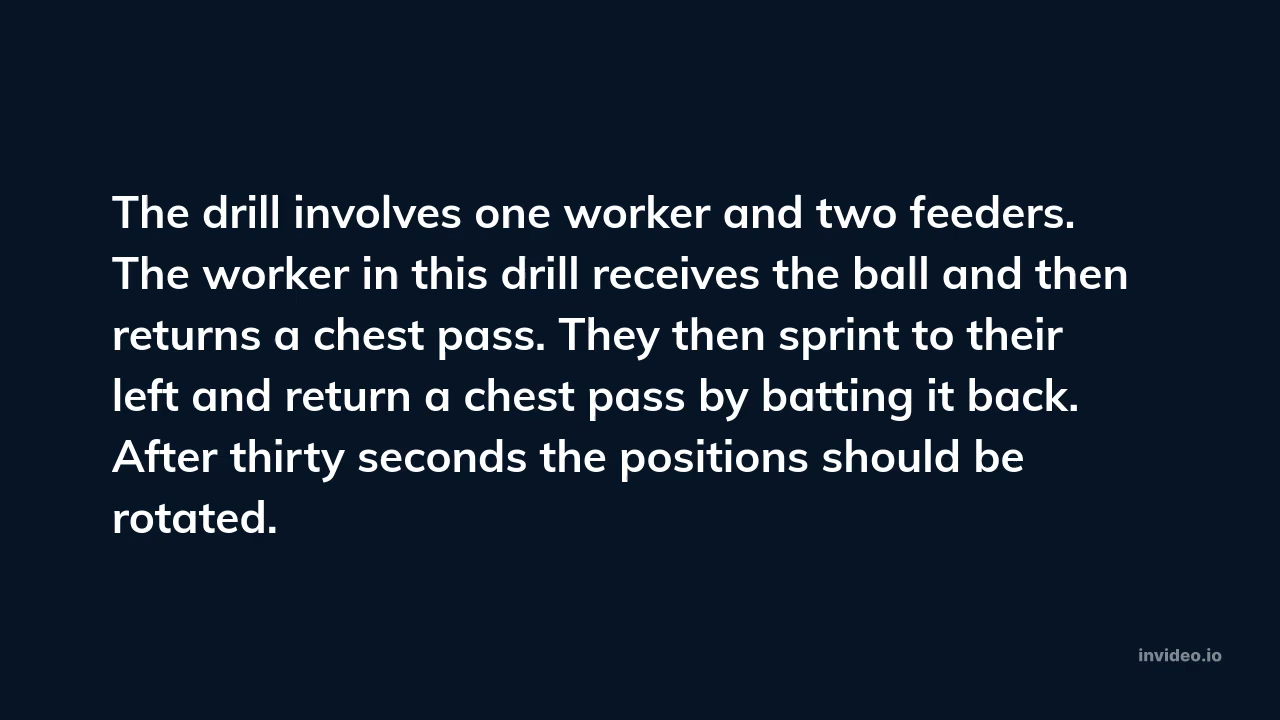 The drill involves one worker and two feeders.
The worker in this drill receives the ball and then
returns a chest pass. They then sprint to their
left and return a chest pass by batting it back.
After thirty seconds the positions should be
rotated.
invideo.io